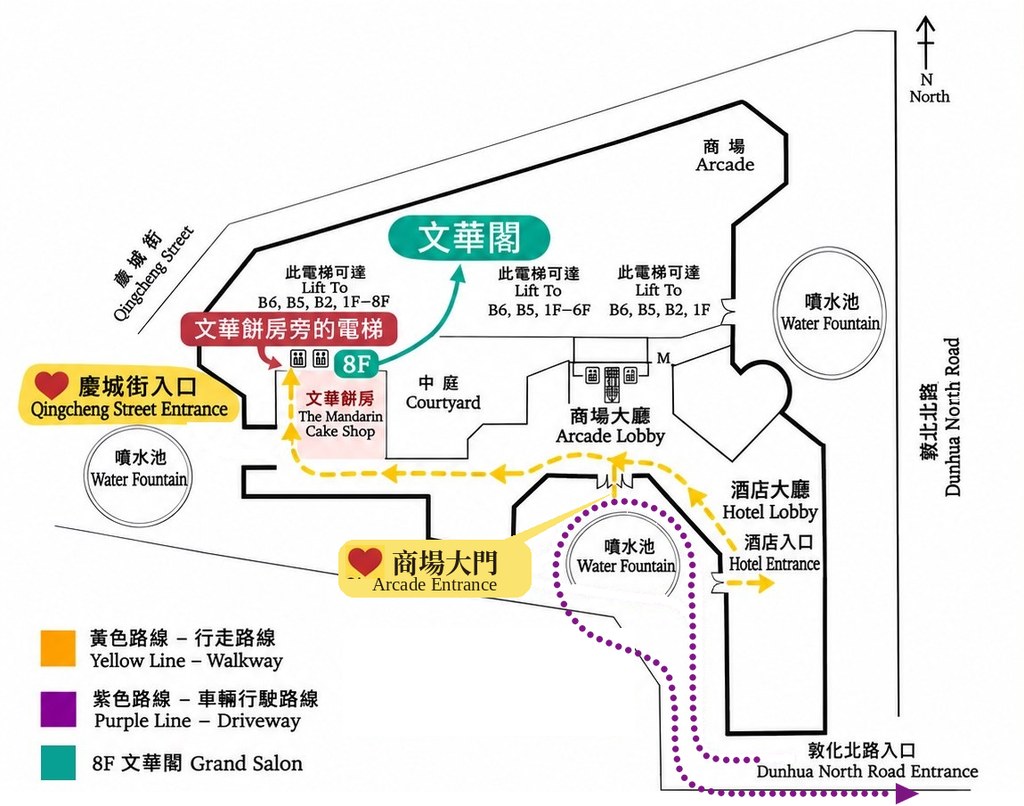 N
North
商場
Arcade
慶城街
Qingcheng Street
文華閣
此電梯可達
Lift To
B6, B5, B2, 1F–8F
此電梯可達
Lift To
B6, B5, 1F–6F
此電梯可達
Lift To
B6, B5, B2, 1F
噴水池
Water Fountain
文華餅房旁的電梯
8F
M
慶城街入口
Qingcheng Street Entrance
文華餅房
The Mandarin
Cake Shop
中庭
Courtyard
商場大廳
Arcade Lobby
敦北北路
Dunhua North Road
噴水池
Water Fountain
酒店大廳
Hotel Lobby
酒店入口
Hotel Entrance
噴水池
Water Fountain
商場大門
Arcade Entrance
黃色路線 – 行走路線
Yellow Line – Walkway
紫色路線 – 車輛行駛路線
Purple Line – Driveway
8F 文華閣 Grand Salon
敦化北路入口
Dunhua North Road Entrance